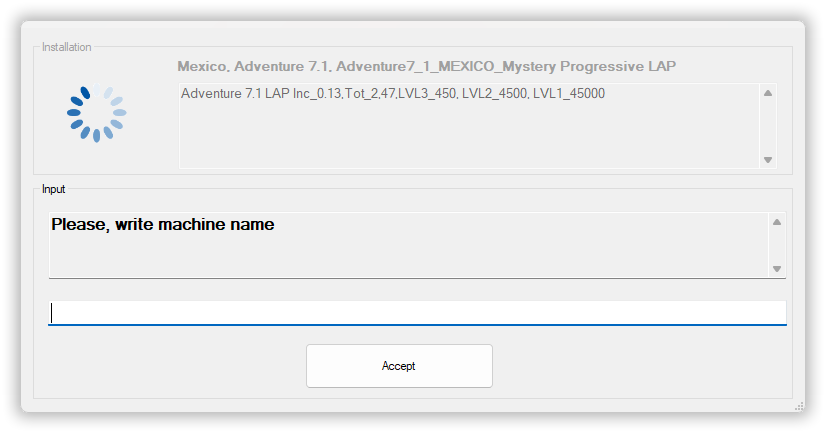 Installation
Mexico, Adventure 7.1, Adventure7_1_MEXICO_Mystery Progressive LAP
Adventure 7.1 LAP Inc_0.13,Tot_2,47,LVL3_450, LVL2_4500, LVL1_45000
Input
Please, write machine name
Accept